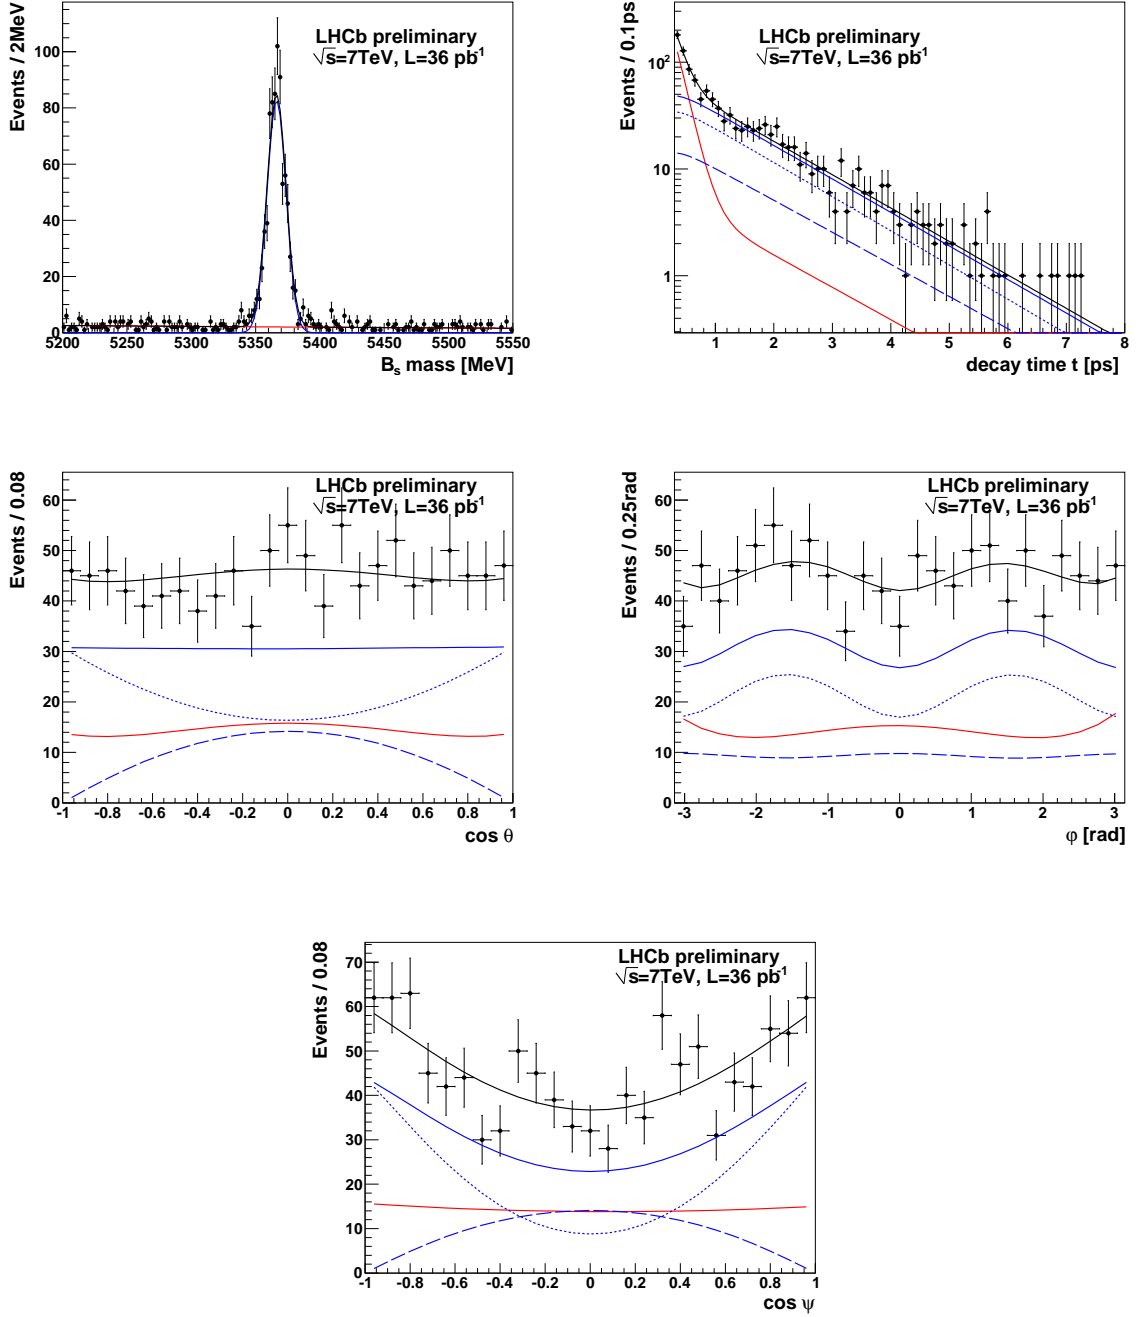 Events / 2MeV
LHCb preliminary
√s=7TeV, L=36 pb-1
100
80
60
40
20
0
5200 5250 5300 5350 5400 5450 5500 5550
Bs mass [MeV]
Events / 0.1ps
LHCb preliminary
√s=7TeV, L=36 pb-1
10²
10
1
1 2 3 4 5 6 7 8
decay time t [ps]
Events / 0.08
LHCb preliminary
√s=7TeV, L=36 pb-1
60
50
40
30
20
10
0
-1 -0.8 -0.6 -0.4 -0.2 0 0.2 0.4 0.6 0.8 1
cos θ
Events / 0.25rad
LHCb preliminary
√s=7TeV, L=36 pb-1
60
50
40
30
20
10
0
-3 -2 -1 0 1 2 3
φ [rad]
Events / 0.08
LHCb preliminary
√s=7TeV, L=36 pb-1
70
60
50
40
30
20
10
0
-1 -0.8 -0.6 -0.4 -0.2 0 0.2 0.4 0.6 0.8 1
cos ψ